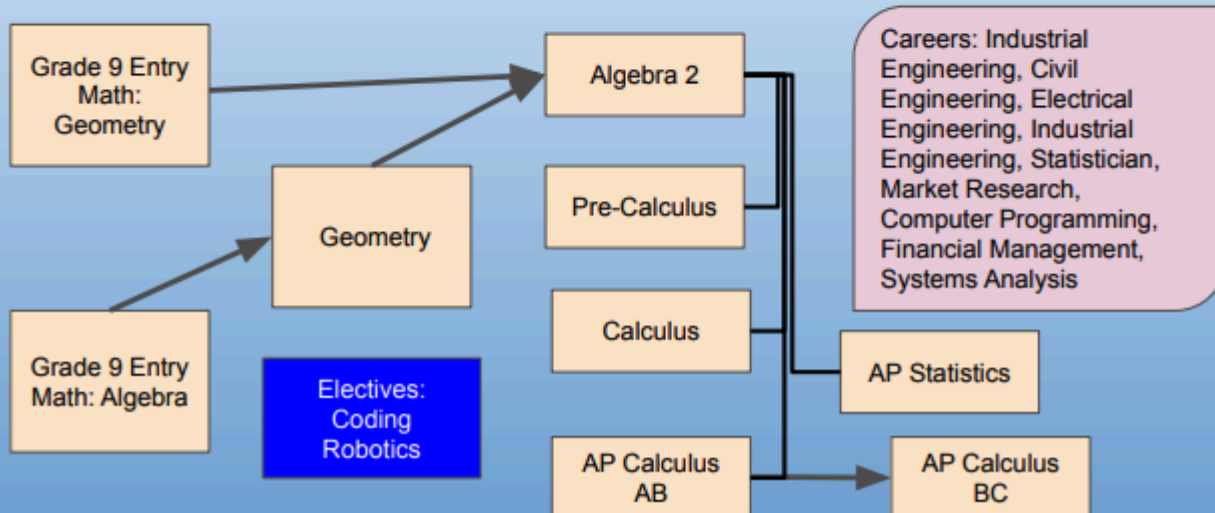 Grade 9 Entry
Math:
Geometry
Algebra 2
Careers: Industrial
Engineering, Civil
Engineering, Electrical
Engineering, Industrial
Engineering, Statistician,
Market Research,
Computer Programming,
Financial Management,
Systems Analysis
Geometry
Pre-Calculus
Grade 9 Entry
Math: Algebra
Electives:
Coding
Robotics
Calculus
AP Statistics
AP Calculus
AB
AP Calculus
BC